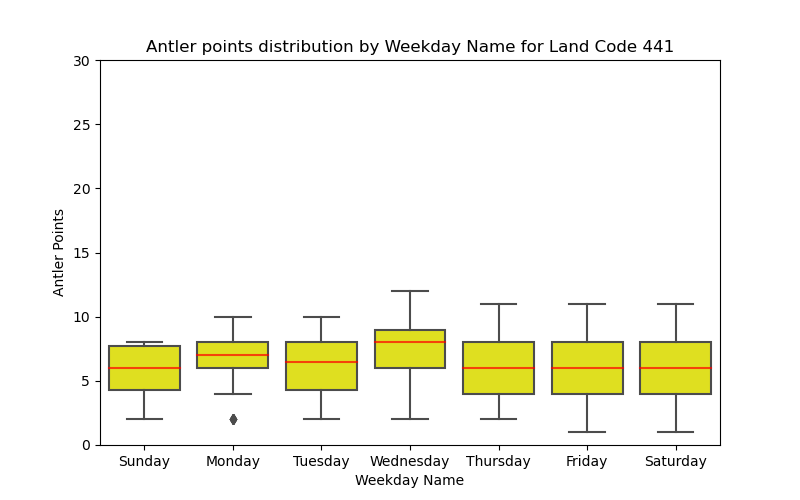 Antler points distribution by Weekday Name for Land Code 441
Antler Points
30
25
20
15
10
5
0
Sunday Monday Tuesday Wednesday Thursday Friday Saturday
Weekday Name